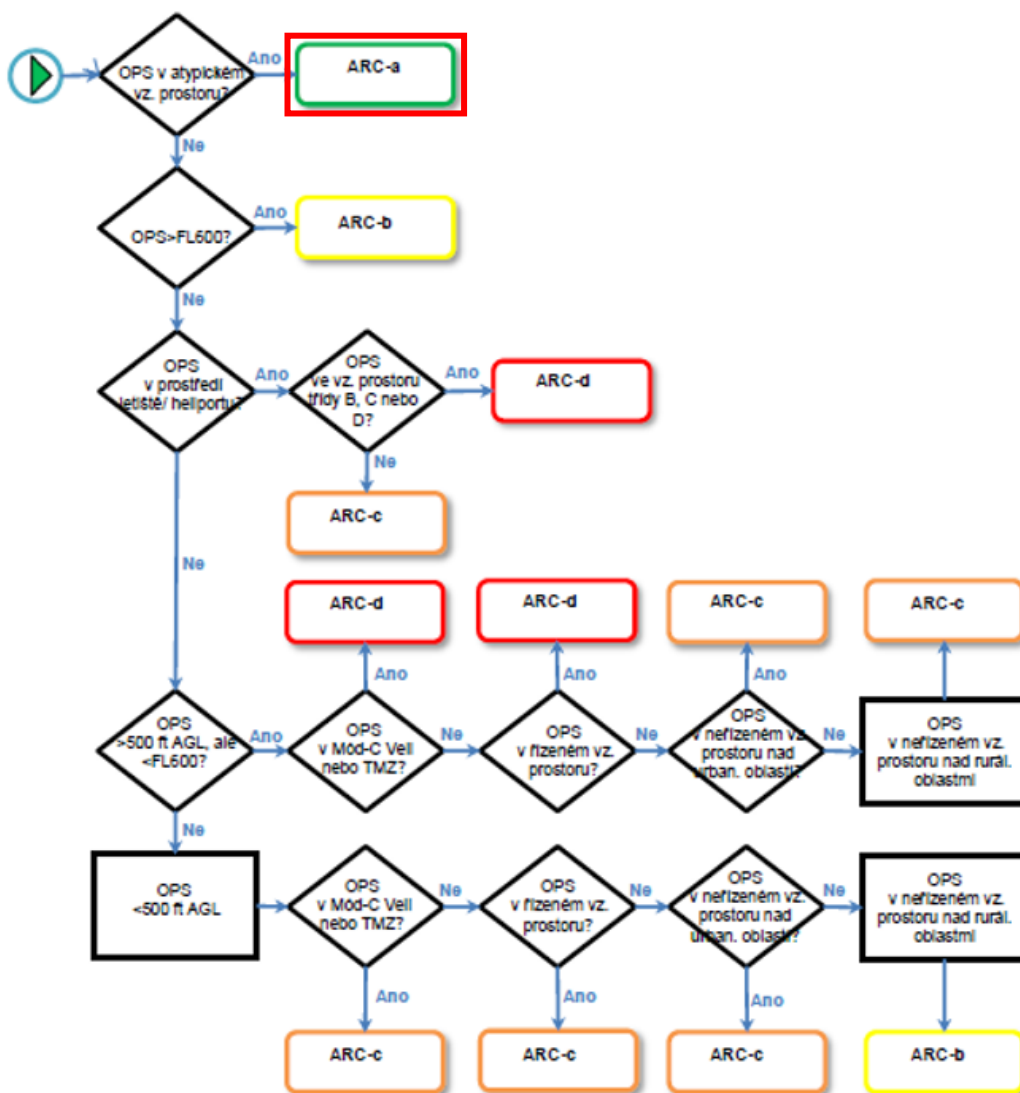 OPS v atypickém
vz. prostoru?
Ano
ARC-a
Ne
OPS>FL600?
Ano
ARC-b
Ne
OPS
v prostředí
letiště/ heliportu?
Ano
OPS
ve vz. prostoru
třídy B, C nebo
D?
Ano
ARC-d
Ne
ARC-c
Ne
ARC-d
ARC-d
ARC-c
ARC-c
Ano
Ano
Ano
OPS
>500 ft AGL, ale
<FL600?
Ano
OPS
v Mód-C Veil
nebo TMZ?
Ne
OPS
v řízeném vz.
prostoru?
Ne
OPS
v neřízeném vz.
prostoru nad
urban. oblastí?
Ne
OPS
v neřízeném vz.
prostoru nad rurál.
oblastmi
Ne
OPS
<500 ft AGL
OPS
v Mód-C Veil
nebo TMZ?
Ne
OPS
v řízeném vz.
prostoru?
Ne
OPS
v neřízeném vz.
prostoru nad
urban. oblastí?
Ne
OPS
v neřízeném vz.
prostoru nad rurál.
oblastmi
Ano
Ano
Ano
ARC-c
ARC-c
ARC-c
ARC-b